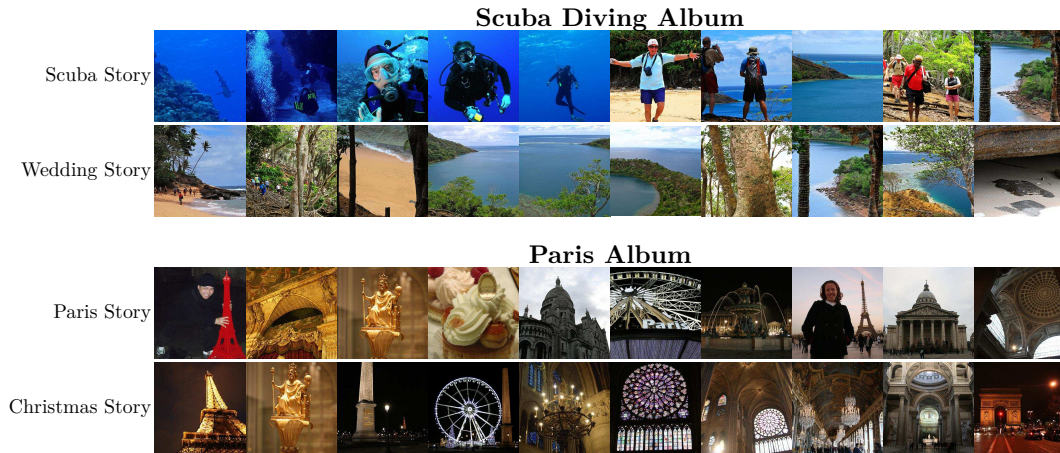 Scuba Diving Album
Scuba Story
Wedding Story
Paris Album
Paris Story
Christmas Story